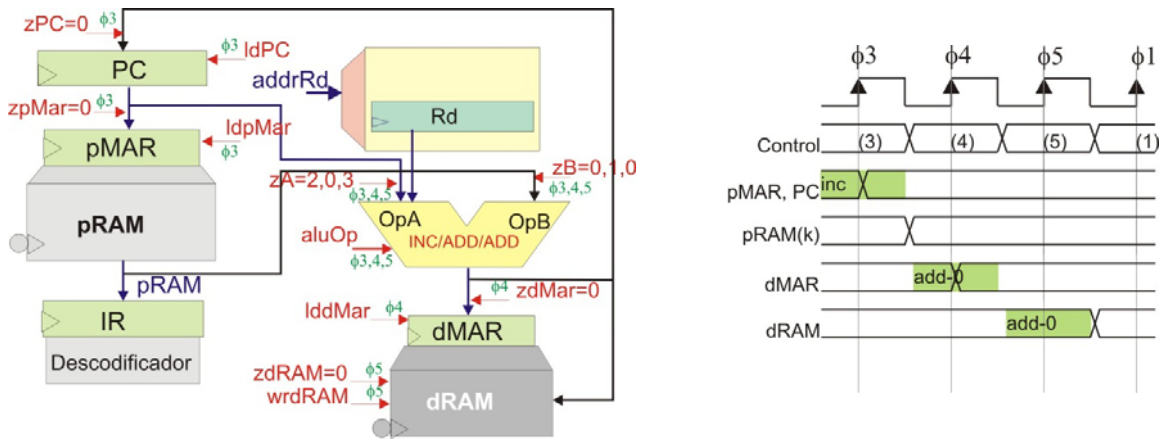 zPC=0 ϕ3
ϕ3 ldPC
PC
zpMar=0 ϕ3
ldpMar
ϕ3
pMAR
pRAM
pRAM
IR
Descodificador
addrRd
Rd
zA=2,0,3
ϕ3,4,5
zB=0,1,0
ϕ3,4,5
OpA
OpB
INC/ADD/ADD
aluOp
ϕ3,4,5
ϕ4 zdMar=0
lddMar ϕ4
dMAR
zdRAM=0 ϕ5
wrdRAM ϕ5
dRAM
ϕ3 ϕ4 ϕ5 ϕ1
Control (3) (4) (5) (1)
pMAR, PC inc
pRAM(k)
dMAR add-0
dRAM add-0